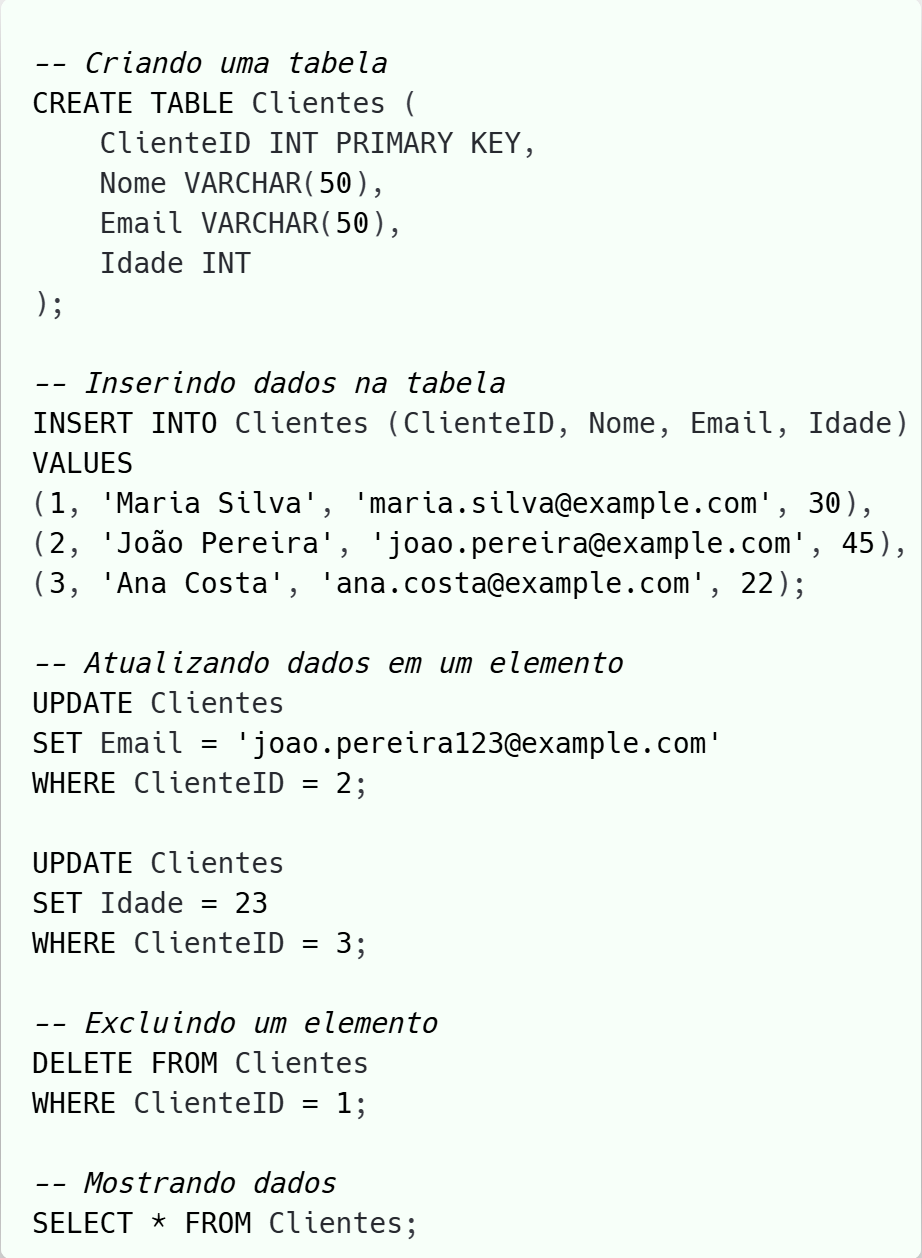 -- Criando uma tabela
CREATE TABLE Clientes (
    ClienteID INT PRIMARY KEY,
    Nome VARCHAR(50),
    Email VARCHAR(50),
    Idade INT
);

-- Inserindo dados na tabela
INSERT INTO Clientes (ClienteID, Nome, Email, Idade)
VALUES
(1, 'Maria Silva', 'maria.silva@example.com', 30),
(2, 'João Pereira', 'joao.pereira@example.com', 45),
(3, 'Ana Costa', 'ana.costa@example.com', 22);

-- Atualizando dados em um elemento
UPDATE Clientes
SET Email = 'joao.pereira123@example.com'
WHERE ClienteID = 2;

UPDATE Clientes
SET Idade = 23
WHERE ClienteID = 3;

-- Excluindo um elemento
DELETE FROM Clientes
WHERE ClienteID = 1;

-- Mostrando dados
SELECT * FROM Clientes;